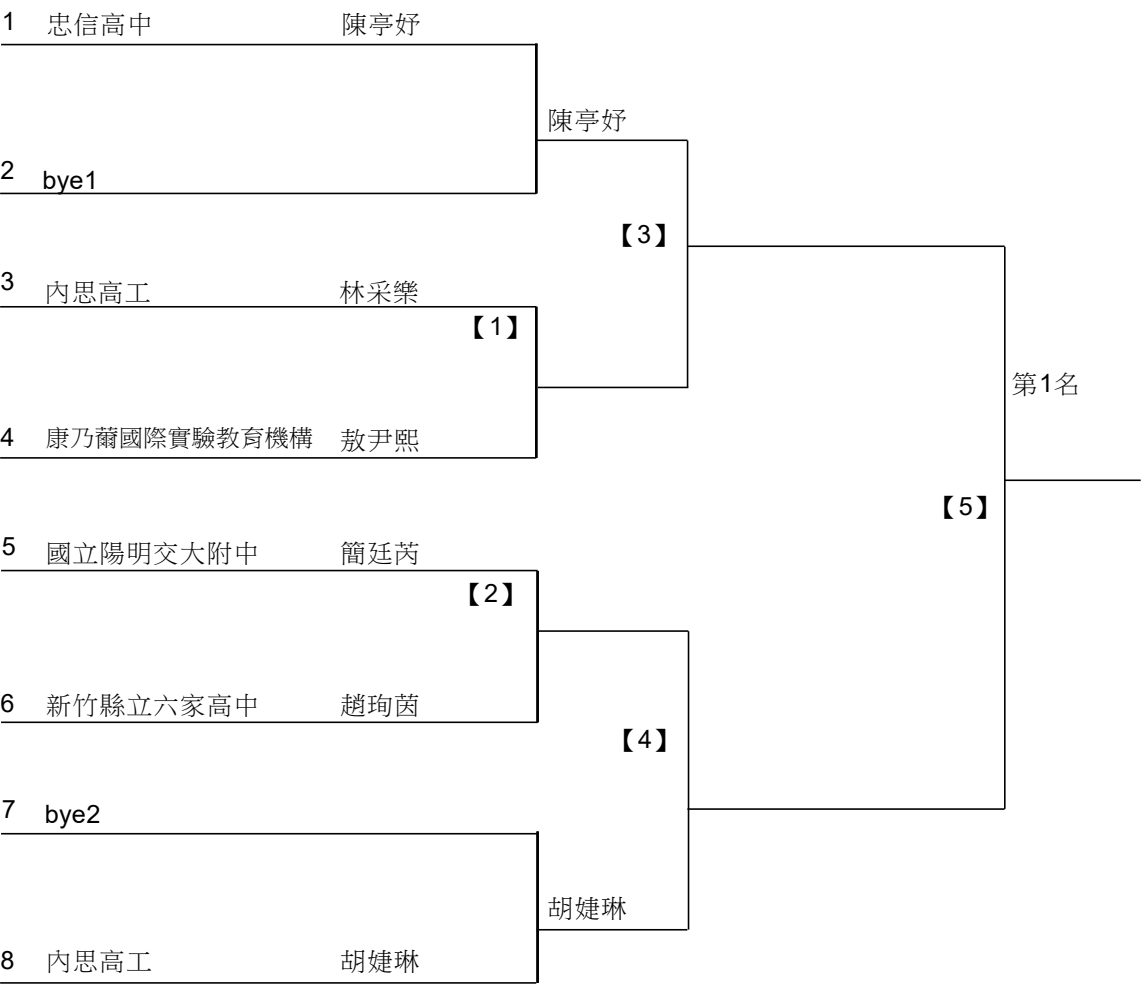 1 忠信高中 陳亭妤
陳亭妤
2 bye1
【3】
3 內思高工 林采樂
【1】
第1名
4 康乃薾國際實驗教育機構 敖尹熙
【5】
5 國立陽明交大附中 簡廷芮
【2】
6 新竹縣立六家高中 趙珣茵
【4】
7 bye2
胡婕琳
8 內思高工 胡婕琳